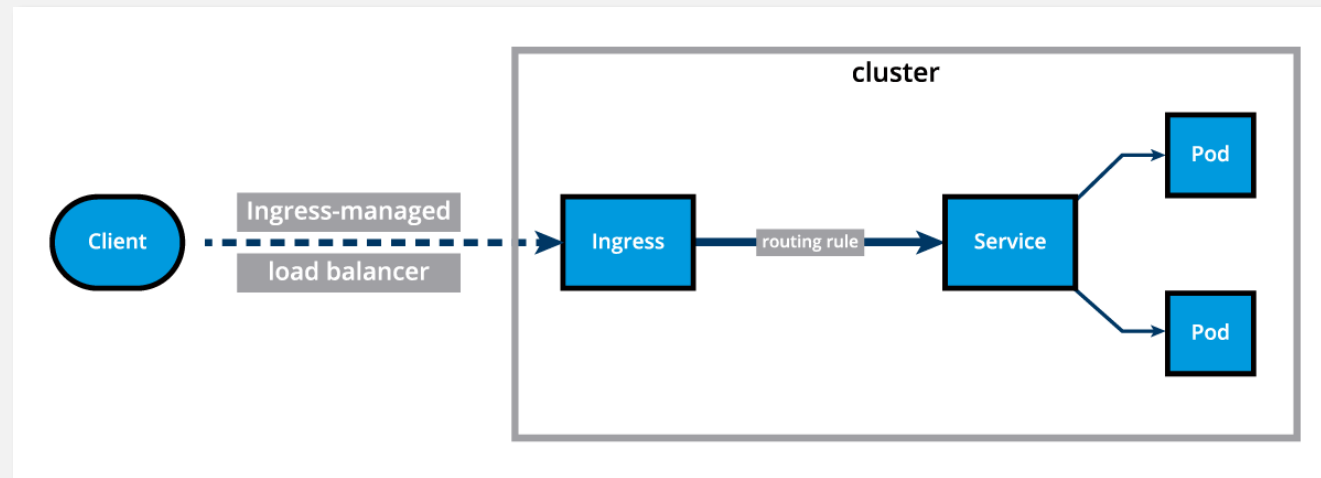 cluster
Pod
Ingress-managed
Client
Ingress
routing rule
Service
load balancer
Pod